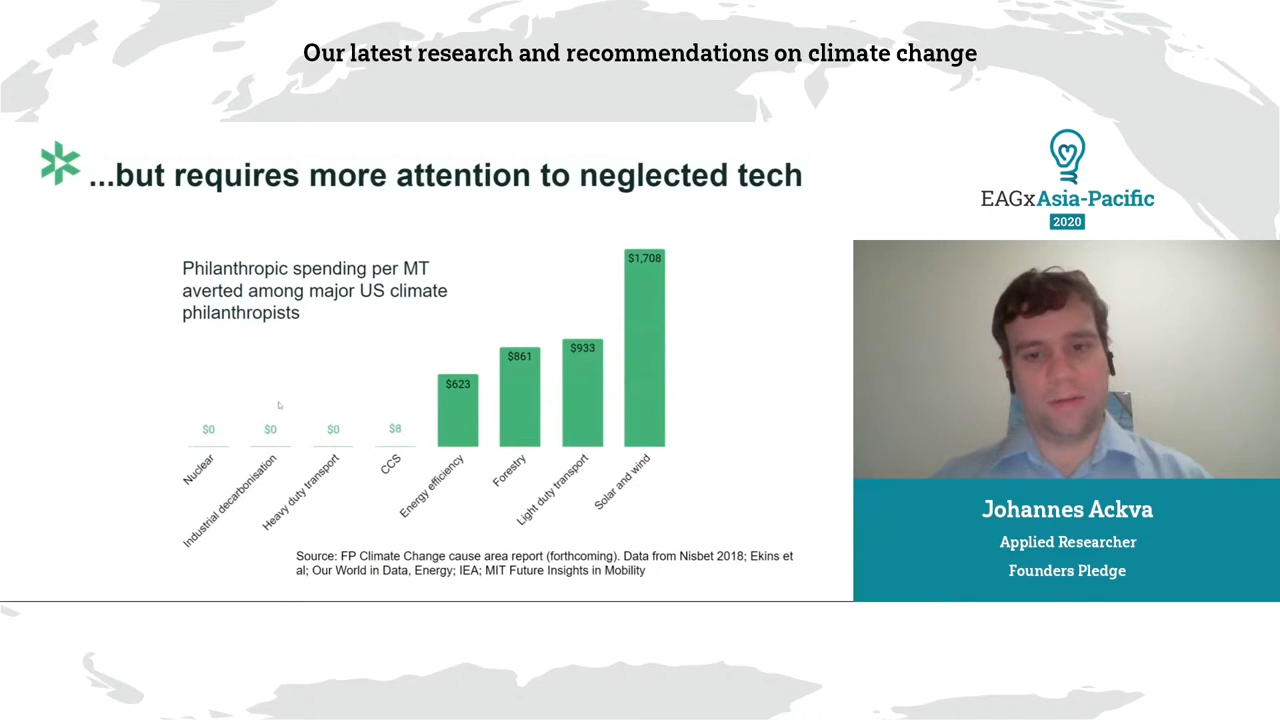 Our latest research and recommendations on climate change
...but requires more attention to neglected tech
Philanthropic spending per MT
averted among major US climate
philanthropists
$0
$0
$0
$8
$623
$861
$933
$1,708
Nuclear
Industrial decarbonisation
Heavy duty transport
CCS
Energy efficiency
Forestry
Light duty transport
Solar and wind
Source: FP Climate Change cause area report (forthcoming). Data from Nisbet 2018; Ekins et
al; Our World in Data, Energy; IEA; MIT Future Insights in Mobility
EAGxAsia-Pacific
2020
Johannes Ackva
Applied Researcher
Founders Pledge